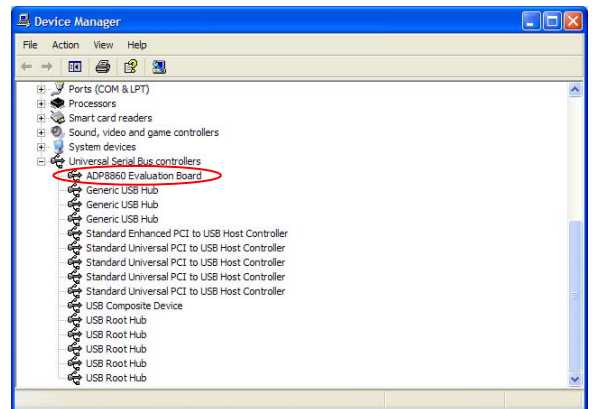 Device Manager
File Action View Help
Ports (COM & LPT)
Processors
Smart card readers
Sound, video and game controllers
System devices
Universal Serial Bus controllers
ADP8860 Evaluation Board
Generic USB Hub
Generic USB Hub
Generic USB Hub
Standard Enhanced PCI to USB Host Controller
Standard Universal PCI to USB Host Controller
Standard Universal PCI to USB Host Controller
Standard Universal PCI to USB Host Controller
Standard Universal PCI to USB Host Controller
USB Composite Device
USB Root Hub
USB Root Hub
USB Root Hub
USB Root Hub
USB Root Hub